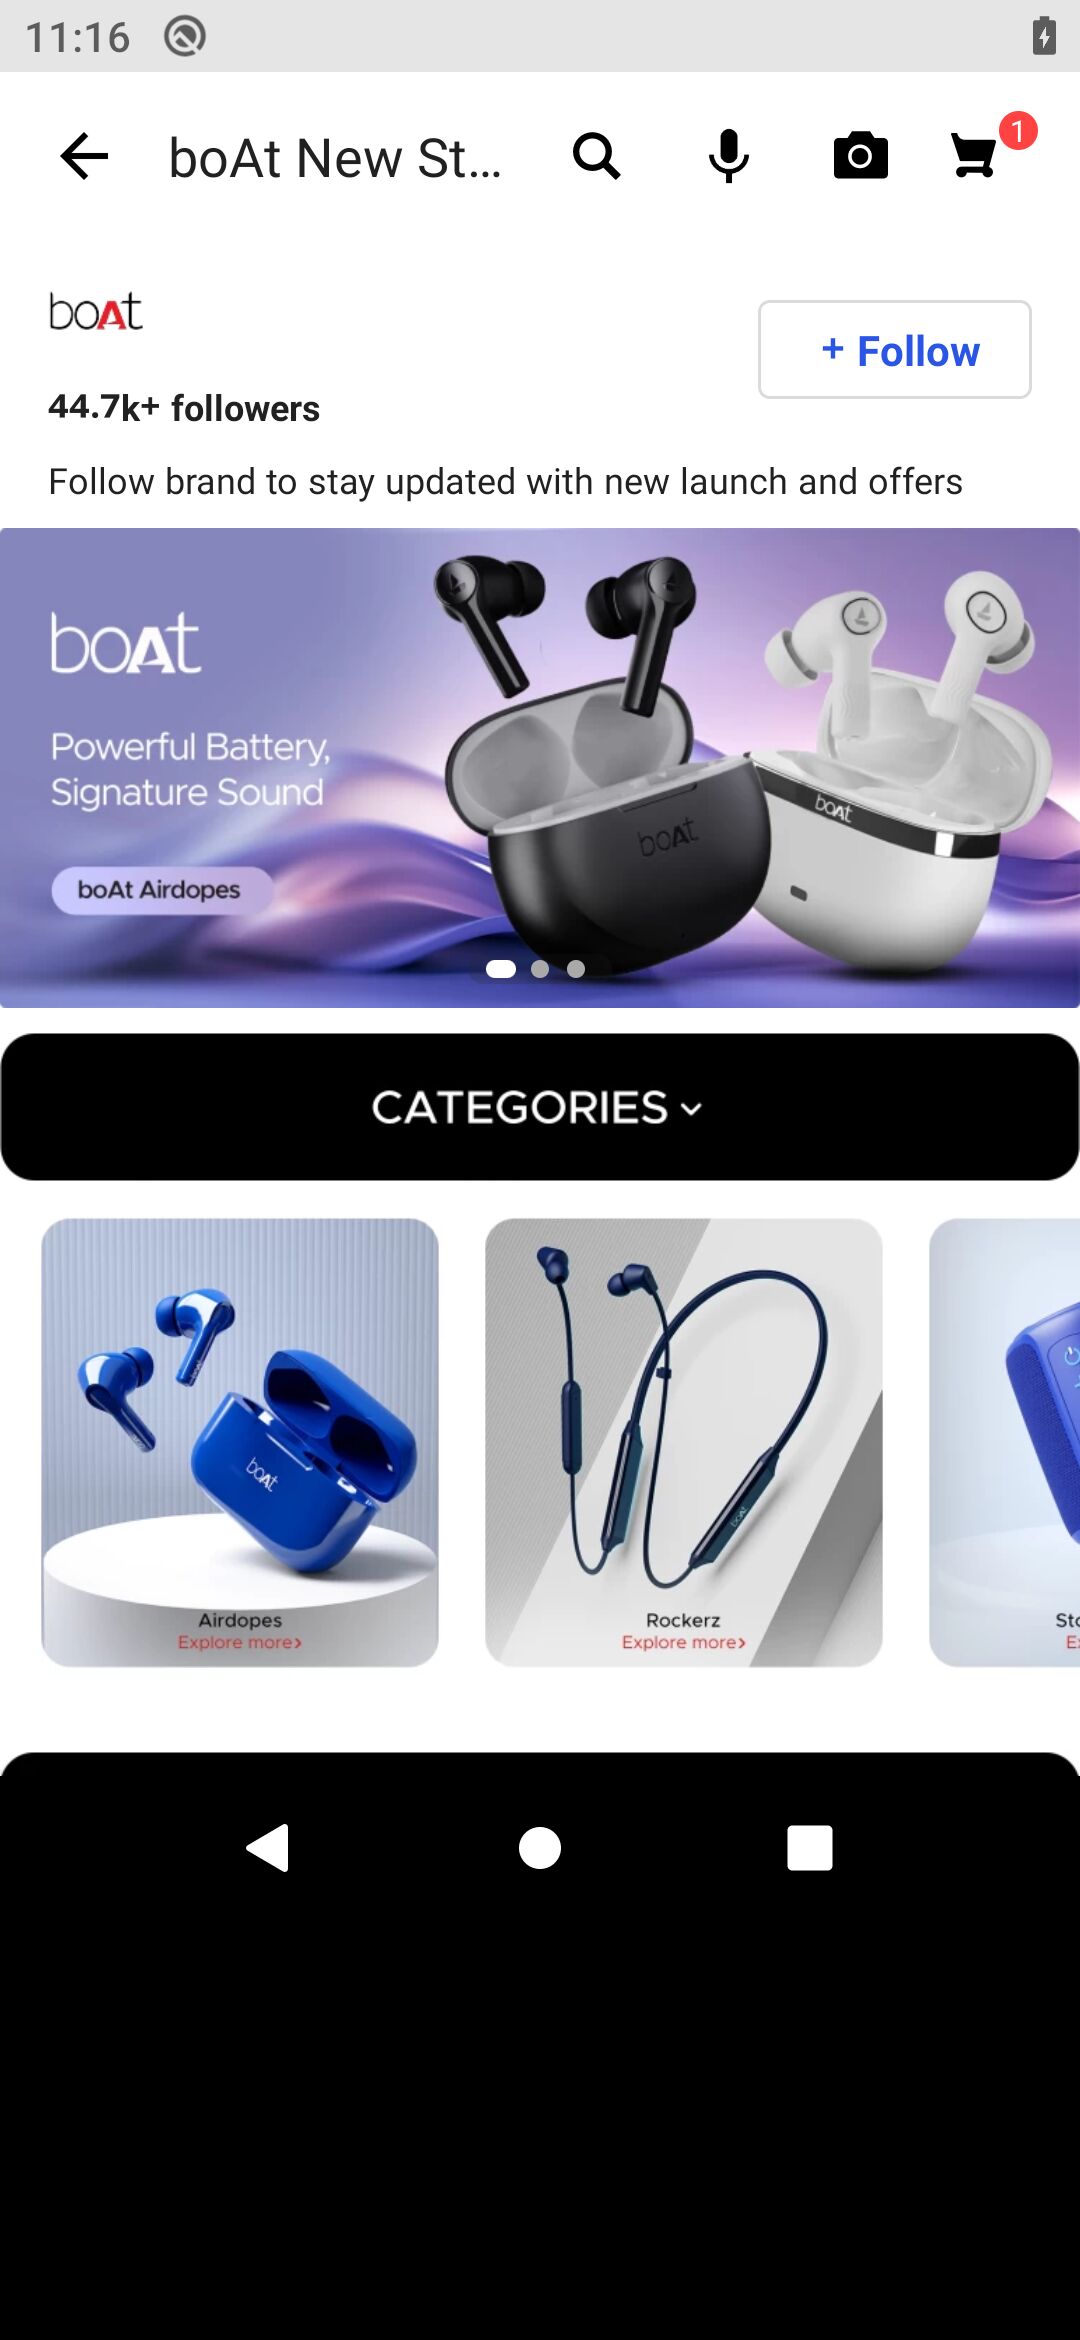 11:16
boAt New St...
1
boAt
+ Follow
44.7k+ followers
Follow brand to stay updated with new launch and offers
boAt
Powerful Battery,
Signature Sound
boAt Airdopes
boAt
boAt
CATEGORIES
boAt
boAt
Airdopes
Explore more›
Rockerz
Explore more›